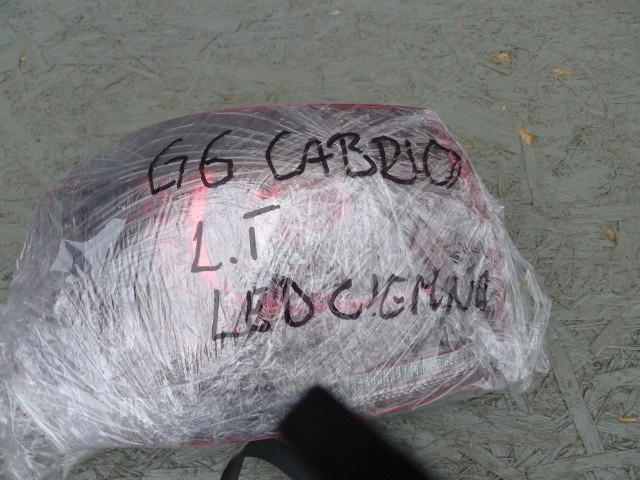 G6 CABRIO
L.T
LED CIEMNA